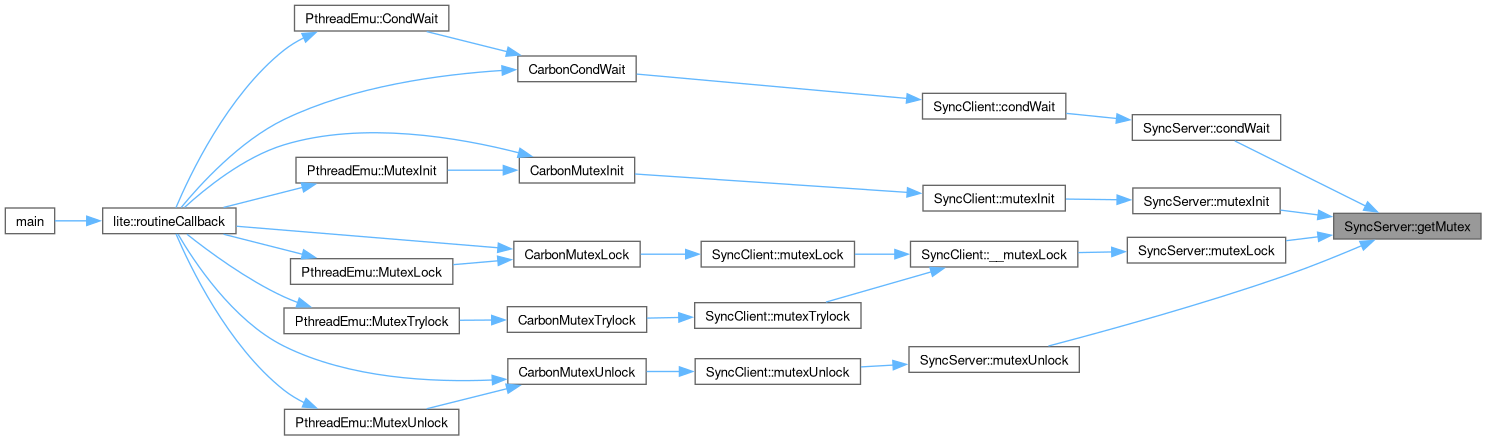 PthreadEmu::CondWait
CarbonCondWait
SyncClient::condWait
SyncServer::condWait
PthreadEmu::MutexInit
CarbonMutexInit
SyncClient::mutexInit
SyncServer::mutexInit
main
lite::routineCallback
SyncServer::getMutex
PthreadEmu::MutexLock
CarbonMutexLock
SyncClient::mutexLock
SyncClient::__mutexLock
SyncServer::mutexLock
PthreadEmu::MutexTrylock
CarbonMutexTrylock
SyncClient::mutexTrylock
CarbonMutexUnlock
SyncClient::mutexUnlock
SyncServer::mutexUnlock
PthreadEmu::MutexUnlock